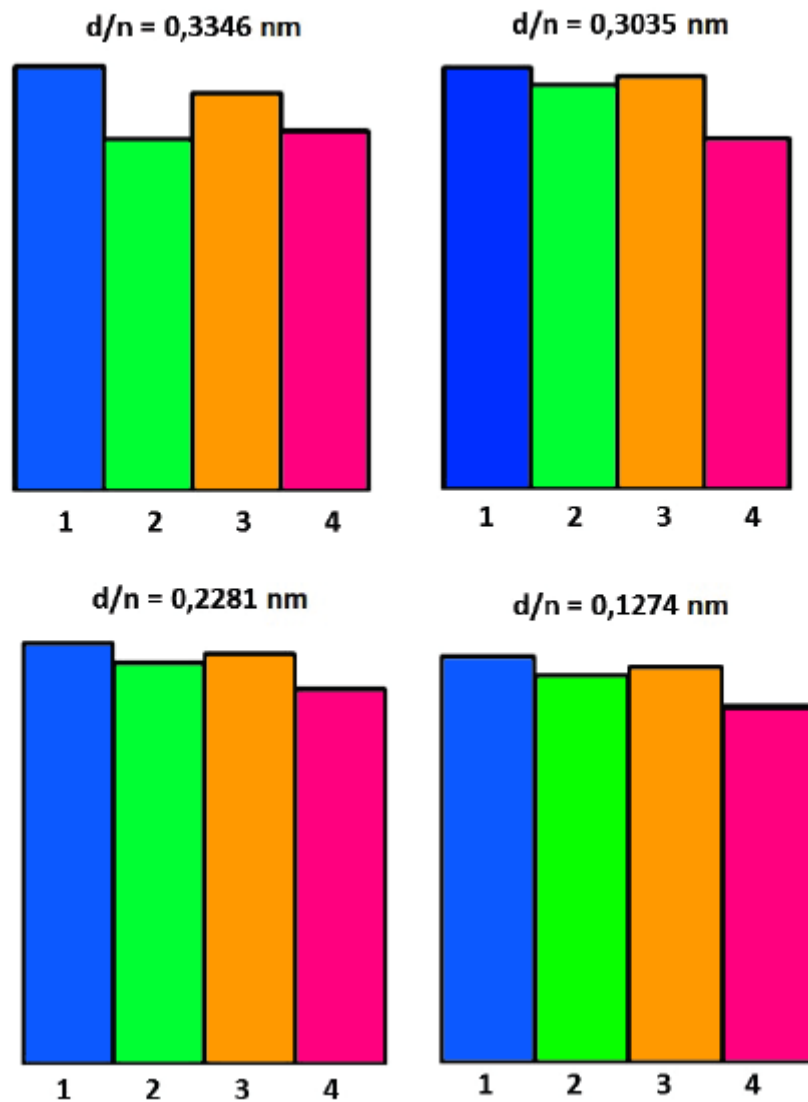 d/n = 0,3346 nm
d/n = 0,3035 nm
1 2 3 4
1 2 3 4
d/n = 0,2281 nm
d/n = 0,1274 nm
1 2 3 4
1 2 3 4